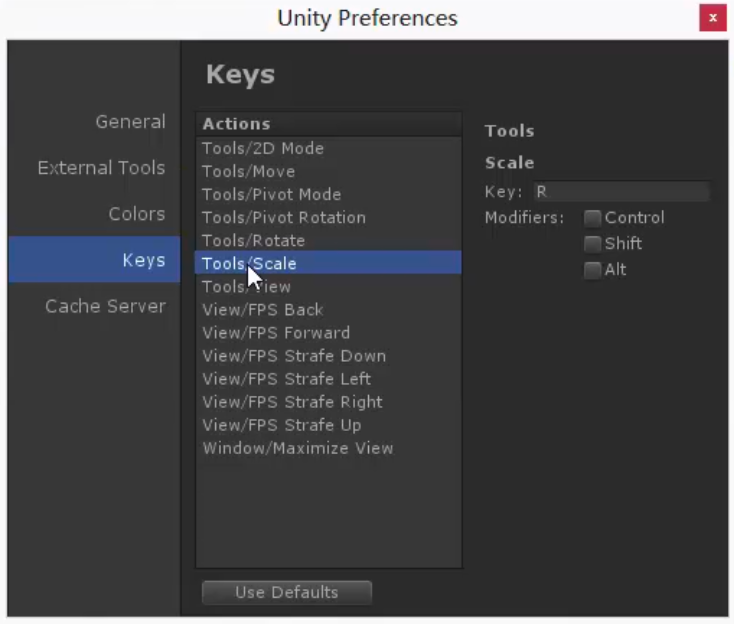 Unity Preferences
x
General
External Tools
Colors
Keys
Cache Server
Keys
Actions
Tools/2D Mode
Tools/Move
Tools/Pivot Mode
Tools/Pivot Rotation
Tools/Rotate
Tools/Scale
Tools/View
View/FPS Back
View/FPS Forward
View/FPS Strafe Down
View/FPS Strafe Left
View/FPS Strafe Right
View/FPS Strafe Up
Window/Maximize View
Use Defaults
Tools
Scale
Key: R
Modifiers: Control
Shift
Alt